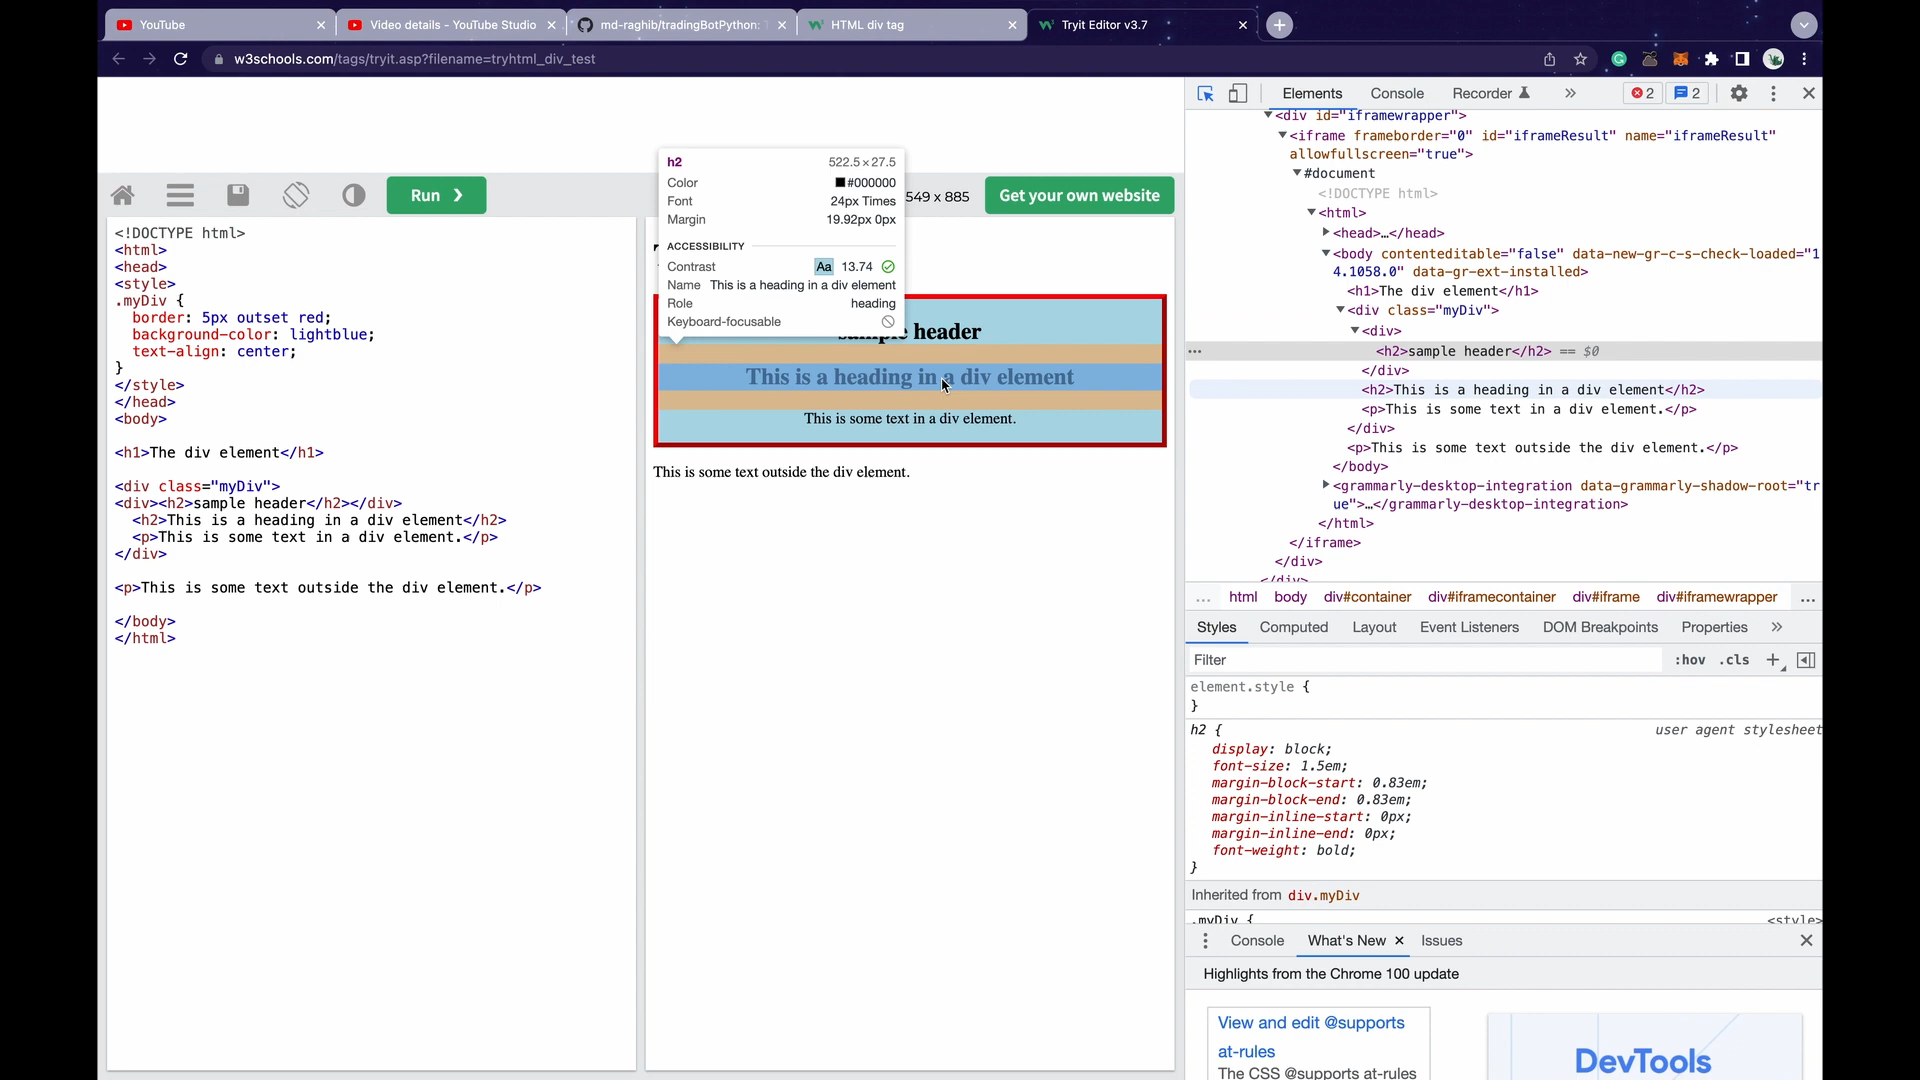 YouTube
Video details - YouTube Studio
md-raghib/tradingBotPython:
HTML div tag
Tryit Editor v3.7
w3schools.com/tags/tryit.asp?filename=tryhtml_div_test
Run ❯
549 x 885
Get your own website
<!DOCTYPE html>
<html>
<head>
<style>
.myDiv {
border: 5px outset red;
background-color: lightblue;
text-align: center;
}
</style>
</head>
<body>
<h1>The div element</h1>
<div class="myDiv">
<div><h2>sample header</h2></div>
<h2>This is a heading in a div element</h2>
<p>This is some text in a div element.</p>
</div>
<p>This is some text outside the div element.</p>
</body>
</html>
h2 522.5 × 27.5
Color #000000
Font 24px Times
Margin 19.92px 0px
ACCESSIBILITY
Contrast Aa 13.74
Name This is a heading in a div element
Role heading
Keyboard-focusable
sample header
This is a heading in a div element
This is some text in a div element.
This is some text outside the div element.
Elements Console Recorder » 2 2
<div id="iframewrapper">
<iframe frameborder="0" id="iframeResult" name="iframeResult"
allowfullscreen="true">
#document
<!DOCTYPE html>
<html>
<head>…</head>
<body contenteditable="false" data-new-gr-c-s-check-loaded="1
4.1058.0" data-gr-ext-installed>
<h1>The div element</h1>
<div class="myDiv">
<div>
<h2>sample header</h2> == $0
</div>
<h2>This is a heading in a div element</h2>
<p>This is some text in a div element.</p>
</div>
<p>This is some text outside the div element.</p>
</body>
<grammarly-desktop-integration data-grammarly-shadow-root="tr
ue">…</grammarly-desktop-integration>
</html>
</iframe>
</div>
</div>
… html body div#container div#iframecontainer div#iframe div#iframewrapper …
Styles Computed Layout Event Listeners DOM Breakpoints Properties »
Filter :hov .cls +
element.style {
}
h2 { user agent stylesheet
display: block;
font-size: 1.5em;
margin-block-start: 0.83em;
margin-block-end: 0.83em;
margin-inline-start: 0px;
margin-inline-end: 0px;
font-weight: bold;
}
Inherited from div.myDiv
.myDiv { <style>
Console What's New × Issues
Highlights from the Chrome 100 update
View and edit @supports
at-rules
The CSS @supports at-rules
DevTools